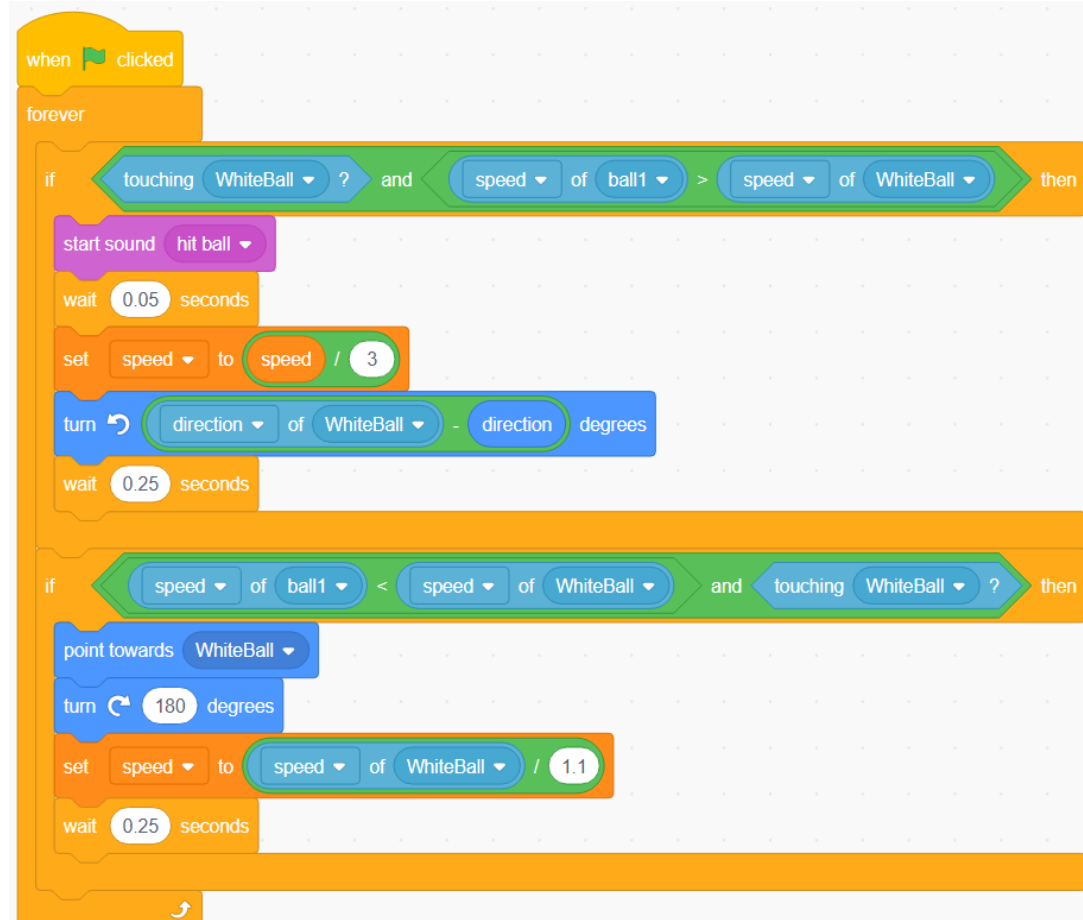 when clicked
forever
if touching WhiteBall ? and speed of ball1 > speed of WhiteBall then
start sound hit ball
wait 0.05 seconds
set speed to speed / 3
turn direction of WhiteBall - direction degrees
wait 0.25 seconds
if speed of ball1 < speed of WhiteBall and touching WhiteBall ? then
point towards WhiteBall
turn 180 degrees
set speed to speed of WhiteBall / 1.1
wait 0.25 seconds